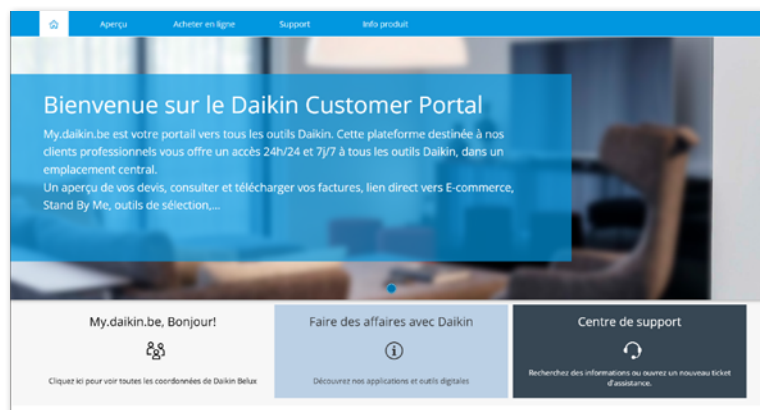 Aperçu Acheter en ligne Support Info produit
Bienvenue sur le Daikin Customer Portal
My.daikin.be est votre portail vers tous les outils Daikin. Cette plateforme destinée à nos
clients professionnels vous offre un accès 24h/24 et 7j/7 à tous les outils Daikin, dans un
emplacement central.
Un aperçu de vos devis, consulter et télécharger vos factures, lien direct vers E-commerce,
Stand By Me, outils de sélection,...
My.daikin.be, Bonjour!
Cliquez ici pour voir toutes les coordonnées de Daikin Belux
Faire des affaires avec Daikin
Découvrez nos applications et outils digitales
Centre de support
Recherchez des informations ou ouvrez un nouveau ticket
d'assistance.